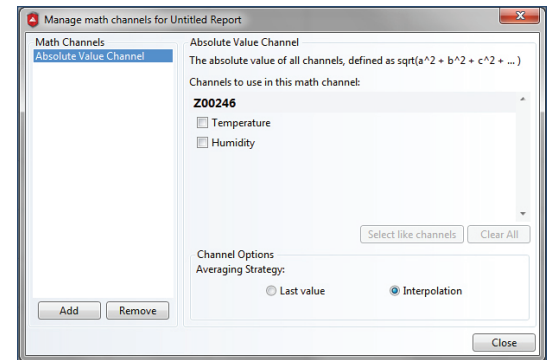 Manage math channels for Untitled Report
Math Channels
Absolute Value Channel
Add
Remove
Absolute Value Channel
The absolute value of all channels, defined as sqrt(a^2 + b^2 + c^2 + ... )
Channels to use in this math channel:
Z00246
Temperature
Humidity
Select like channels
Clear All
Channel Options
Averaging Strategy:
Last value
Interpolation
Close